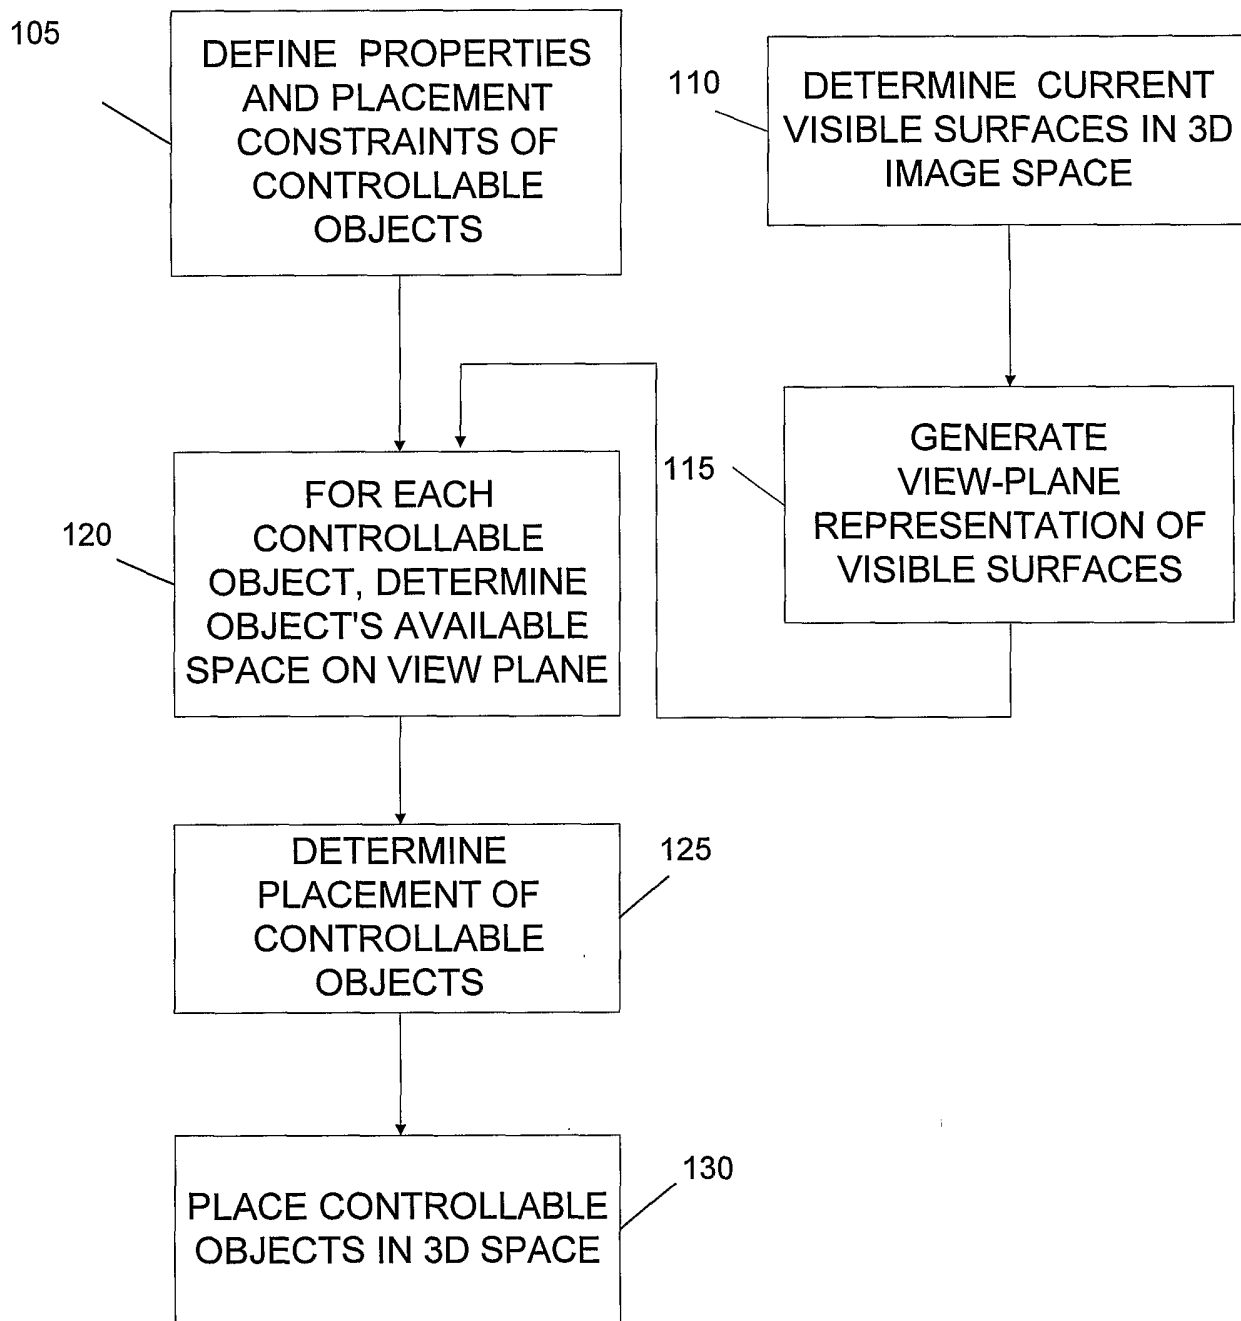 105
DEFINE PROPERTIES
AND PLACEMENT
CONSTRAINTS OF
CONTROLLABLE
OBJECTS
110
DETERMINE CURRENT
VISIBLE SURFACES IN 3D
IMAGE SPACE
115
GENERATE
VIEW-PLANE
REPRESENTATION OF
VISIBLE SURFACES
120
FOR EACH
CONTROLLABLE
OBJECT, DETERMINE
OBJECT'S AVAILABLE
SPACE ON VIEW PLANE
DETERMINE
PLACEMENT OF
CONTROLLABLE
OBJECTS
125
PLACE CONTROLLABLE
OBJECTS IN 3D SPACE
130